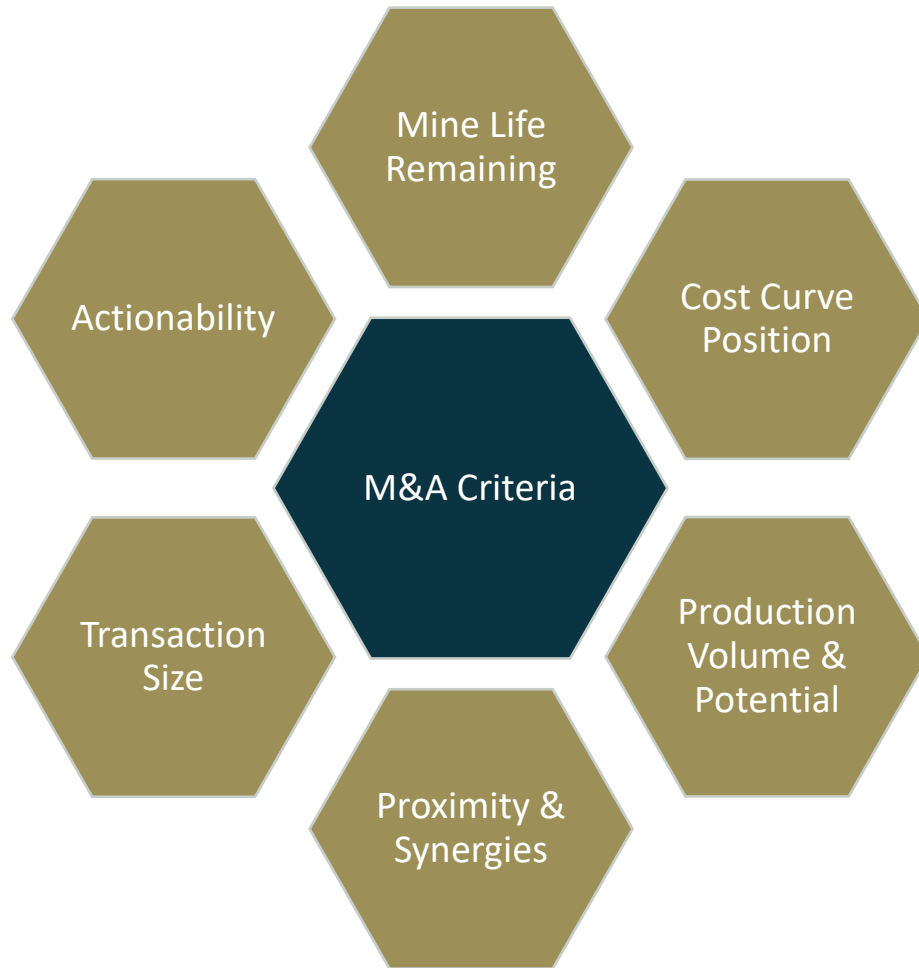 Mine Life
Remaining
Actionability
Cost Curve
Position
M&A Criteria
Transaction
Size
Production
Volume &
Potential
Proximity &
Synergies